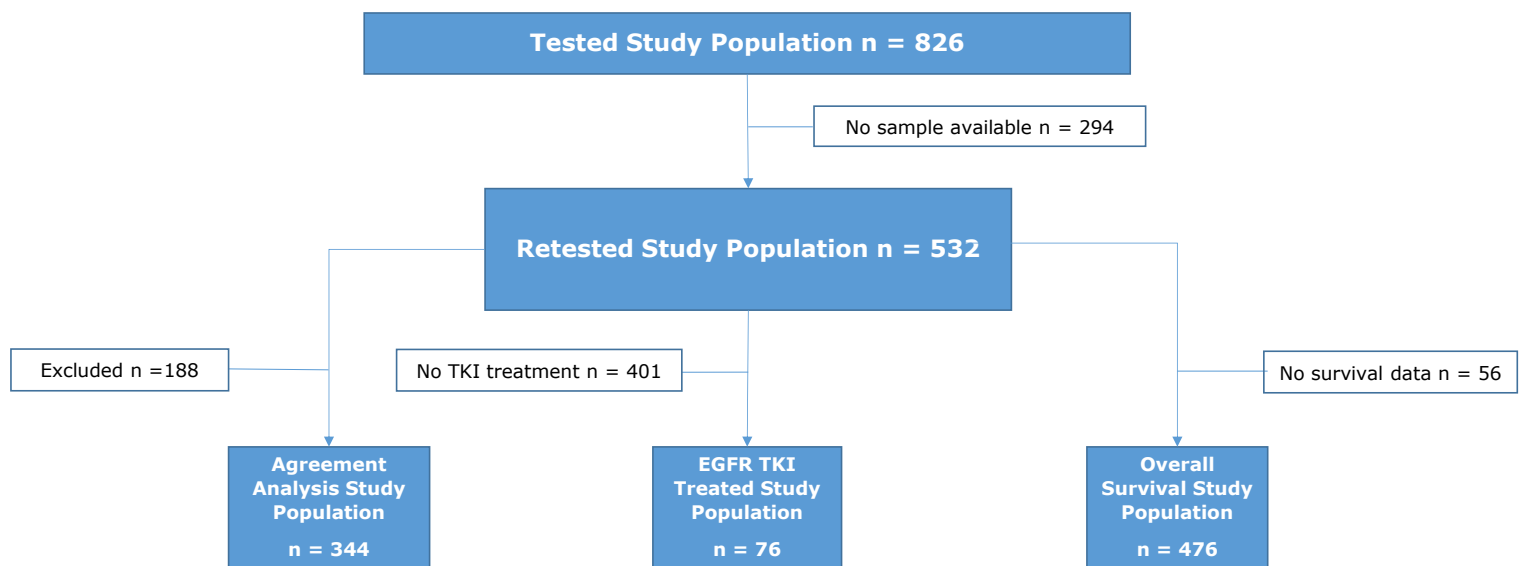 Tested Study Population n = 826
No sample available n = 294
Retested Study Population n = 532
Excluded n =188
No TKI treatment n = 401
No survival data n = 56
Agreement
Analysis Study
Population
n = 344
EGFR TKI
Treated Study
Population
n = 76
Overall
Survival Study
Population
n = 476